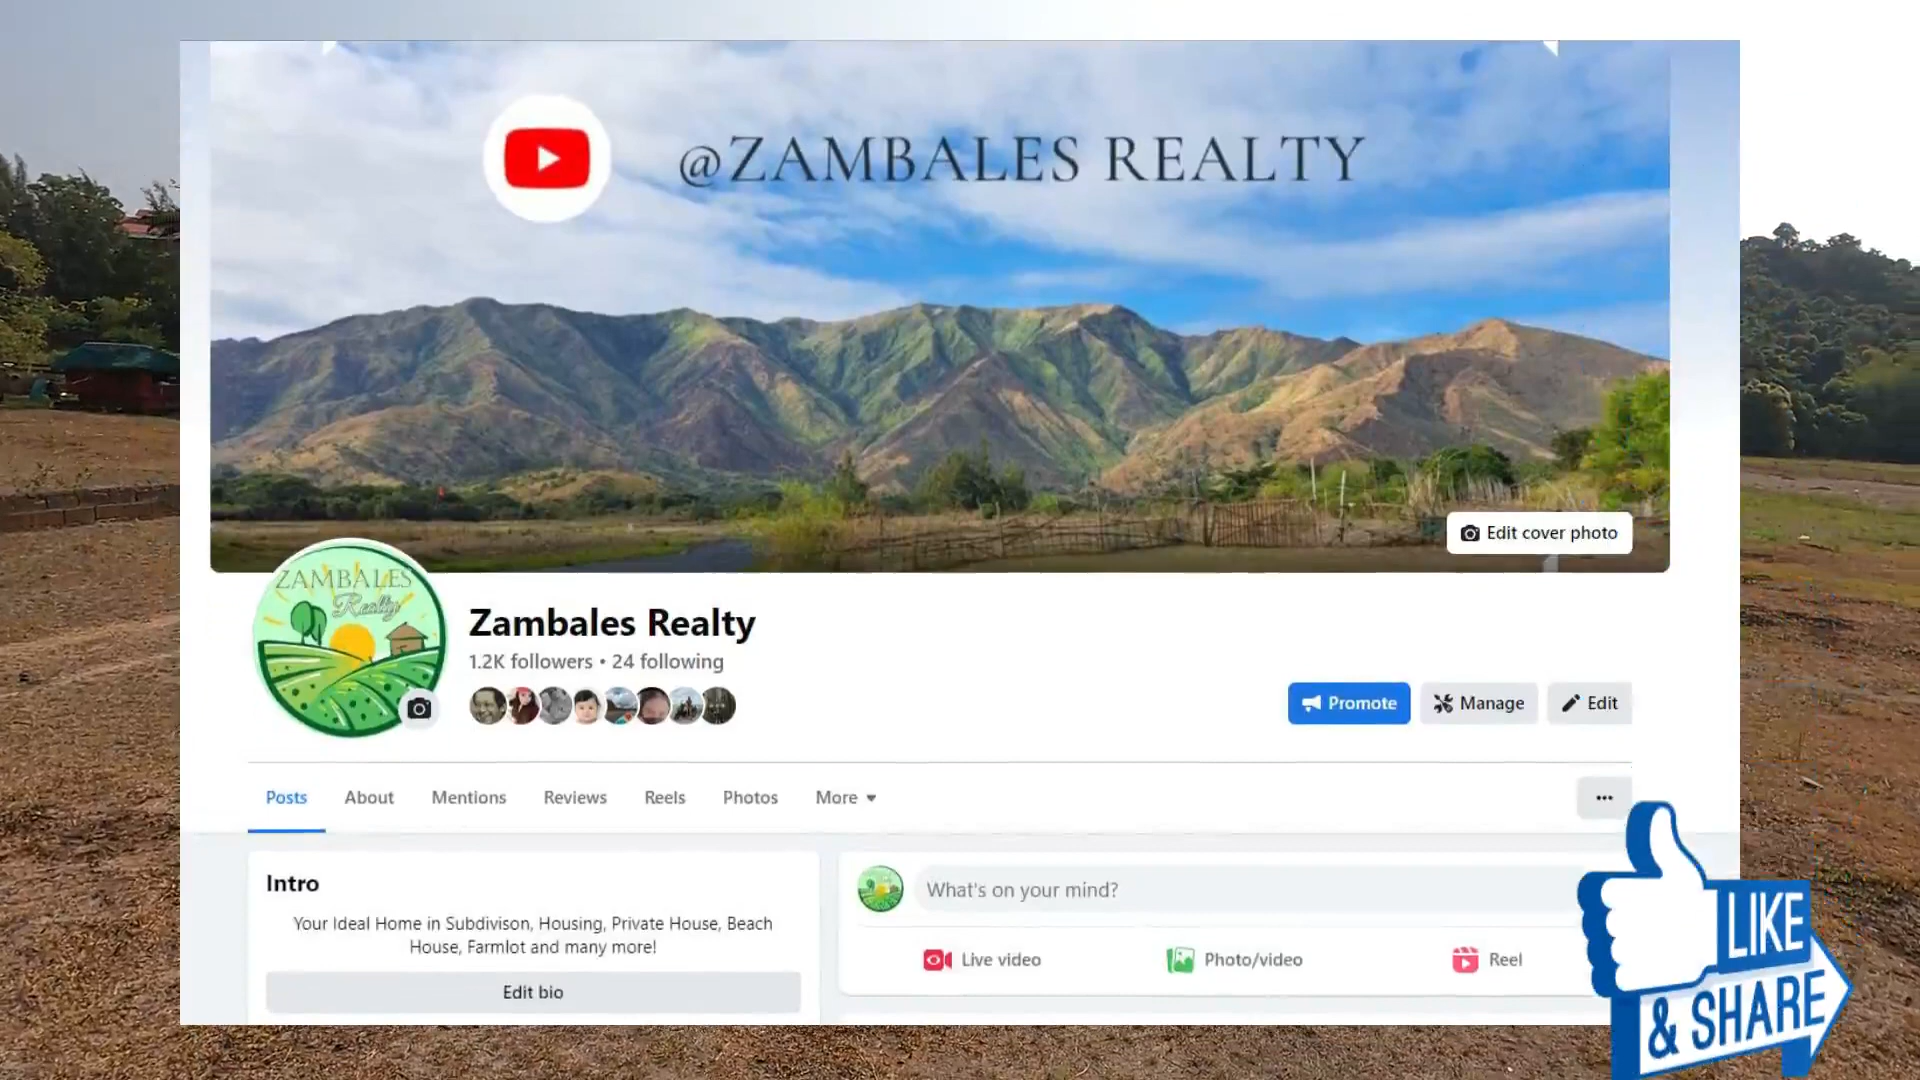 @ZAMBALES REALTY
Edit cover photo
ZAMBALES
Realty
Zambales Realty
1.2K followers • 24 following
Promote
Manage
Edit
Posts
About
Mentions
Reviews
Reels
Photos
More
Intro
Your Ideal Home in Subdivison, Housing, Private House, Beach
House, Farmlot and many more!
Edit bio
What's on your mind?
Live video
Photo/video
Reel
LIKE
& SHARE